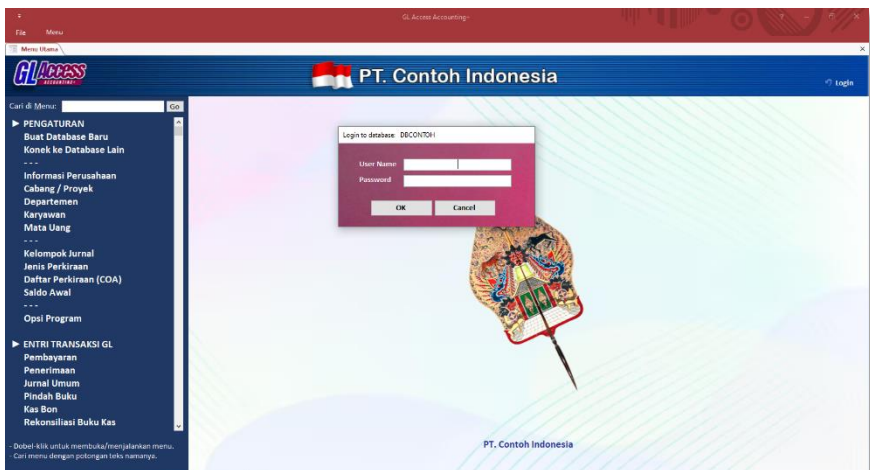 GL Access Accounting+
File Menu
Menu Utama
GL Access
ACCOUNTING+
PT. Contoh Indonesia
Login
Cari di Menu:
Go
PENGATURAN
Buat Database Baru
Konek ke Database Lain
---
Informasi Perusahaan
Cabang / Proyek
Departemen
Karyawan
Mata Uang
---
Kelompok Jurnal
Jenis Perkiraan
Daftar Perkiraan (COA)
Saldo Awal
---
Opsi Program
ENTRI TRANSAKSI GL
Pembayaran
Penerimaan
Jurnal Umum
Pindah Buku
Kas Bon
Rekonsiliasi Buku Kas
- Dobel-klik untuk membuka/menjalankan menu.
- Cari menu dengan potongan teks namanya.
Login to database: DBCONTOH
User Name
Password
OK Cancel
PT. Contoh Indonesia